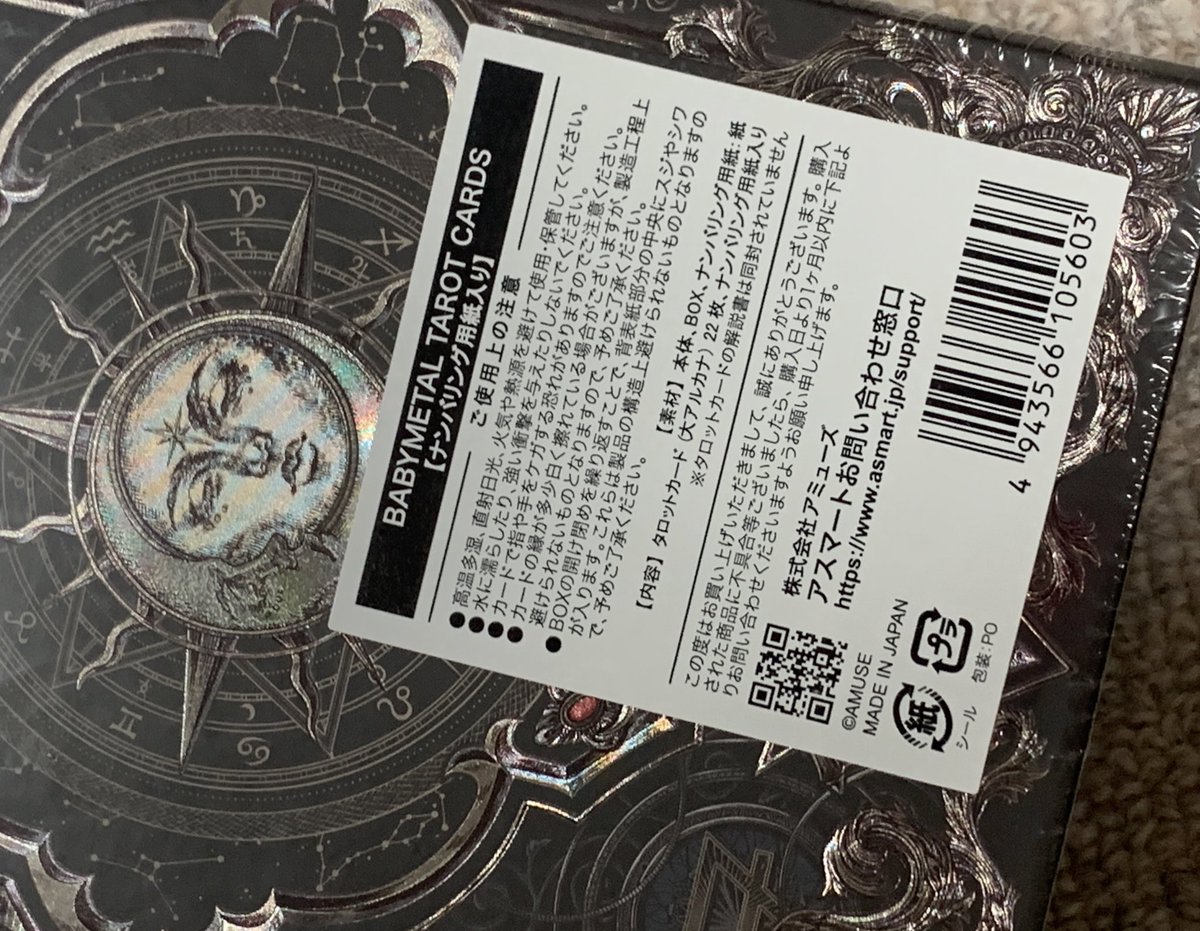 BABYMETAL TAROT CARDS
【ナンバリング用紙入り】
ご使用上の注意
●高温多湿、直射日光、火気や熱源を避けて使用・保管してください。
●水に濡らしたり、強い衝撃を与えたりしないでください。
●カードで指や手をケガする恐れがありますのでご注意ください。
●カードの縁が多少白く擦れている場合がございますが、製造工程上
避けられないものとなりますので、予めご了承ください。
●BOXの開け閉めを繰り返すことで、背表紙部分の中央にスジやシワ
が入ります。これらは製品の構造上避けられないものとなりますの
で、予めご了承ください。
【素材】本体、BOX、ナンバリング用紙：紙
【内容】タロットカード（大アルカナ）22枚、ナンバリング用紙入り
※タロットカードの解説書は同封されていません
この度はお買い上げいただきまして、誠にありがとうございます。購入
された商品に不具合等ございましたら、購入日より1ヶ月以内に下記よ
りお問い合わせくださいますようお願い申し上げます。
株式会社アミューズ
アスマートお問い合わせ窓口
https://www.asmart.jp/support/
©AMUSE
MADE IN JAPAN
紙
シール
プラ
包装：PO
4 943566 105603